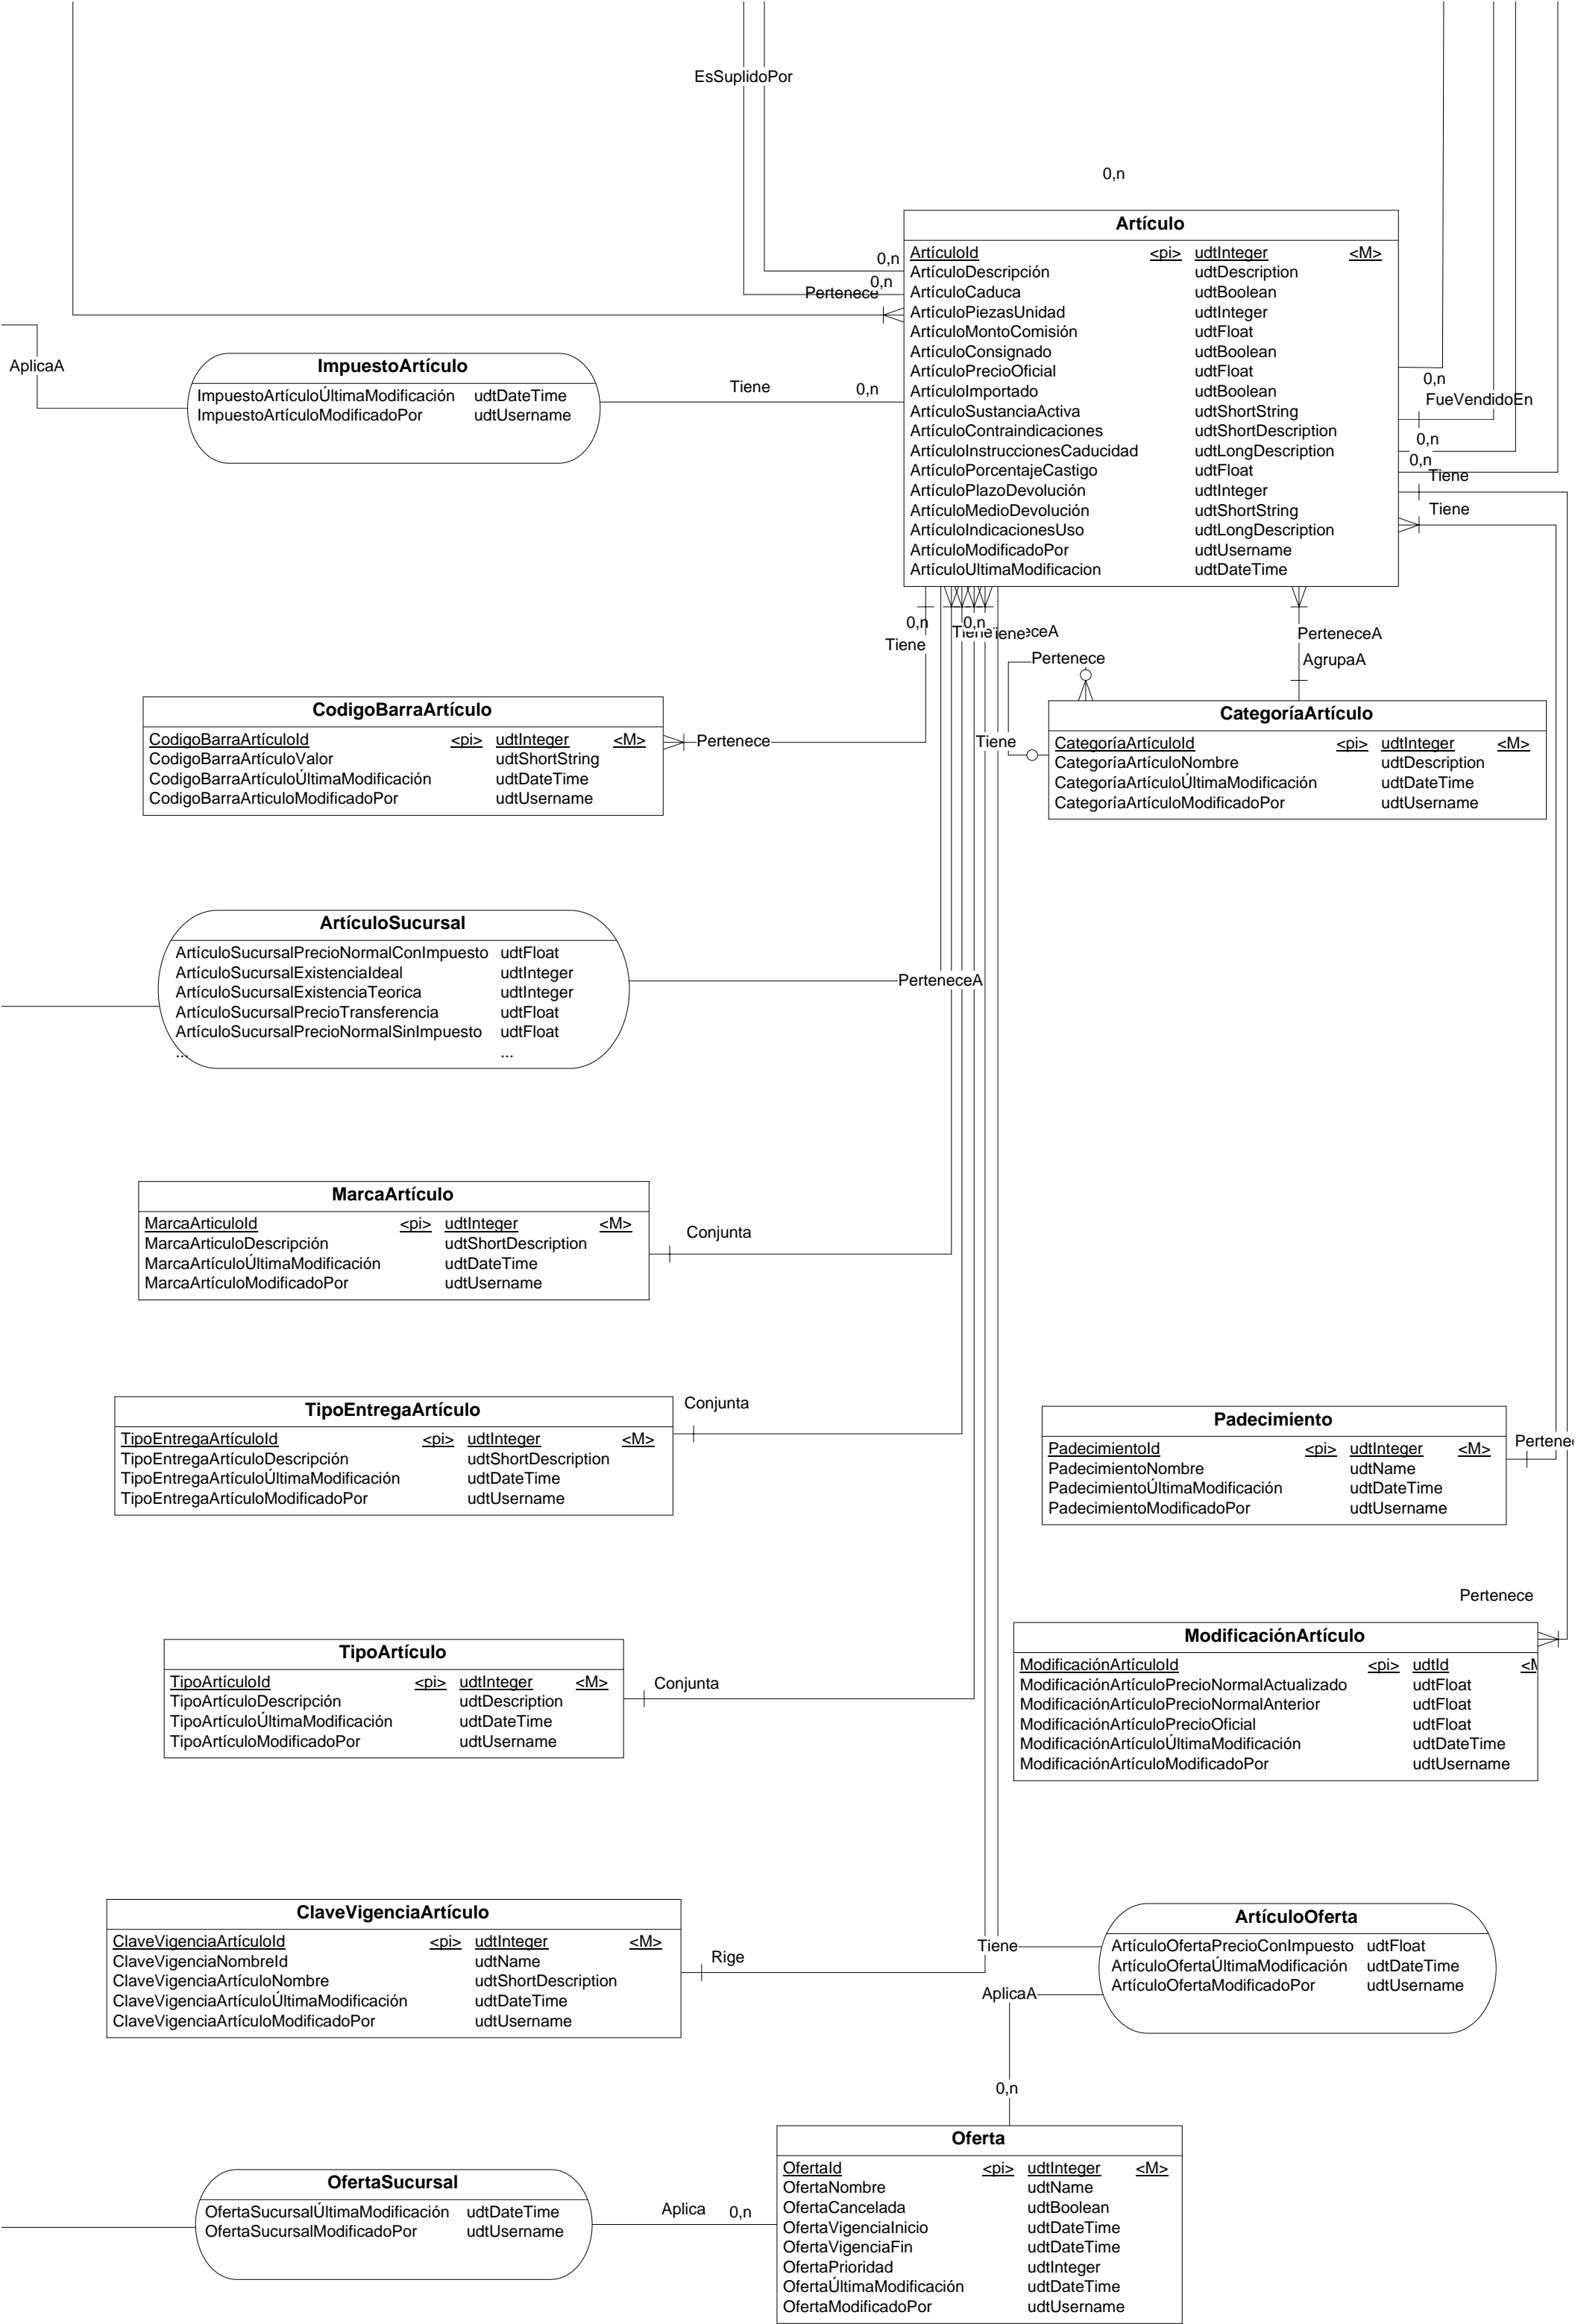 EsSuplidoPor
0,n
Artículo
ArtículoId <pi> udtInteger <M>
ArtículoDescripción udtDescription
ArtículoCaduca udtBoolean
ArtículoPiezasUnidad udtInteger
ArtículoMontoComisión udtFloat
ArtículoConsignado udtBoolean
ArtículoPrecioOficial udtFloat
ArtículoImportado udtBoolean
ArtículoSustanciaActiva udtShortString
ArtículoContraindicaciones udtShortDescription
ArtículoInstruccionesCaducidad udtLongDescription
ArtículoPorcentajeCastigo udtFloat
ArtículoPlazoDevolución udtInteger
ArtículoMedioDevolución udtShortString
ArtículoIndicacionesUso udtLongDescription
ArtículoModificadoPor udtUsername
ArtículoUltimaModificacion udtDateTime
0,n
0,n
Pertenece
AplicaA
ImpuestoArtículo
ImpuestoArtículoÚltimaModificación udtDateTime
ImpuestoArtículoModificadoPor udtUsername
Tiene 0,n
0,n
FueVendidoEn
0,n
0,n
Tiene
Tiene
0,n
Tiene
0,n
Tiene
PerteneceA
AgrupaA
Pertenece
Tiene
CodigoBarraArtículo
CodigoBarraArtículoId <pi> udtInteger <M>
CodigoBarraArtículoValor udtShortString
CodigoBarraArtículoÚltimaModificación udtDateTime
CodigoBarraArticuloModificadoPor udtUsername
Pertenece
CategoríaArtículo
CategoríaArtículoId <pi> udtInteger <M>
CategoríaArtículoNombre udtDescription
CategoríaArtículoÚltimaModificación udtDateTime
CategoríaArtículoModificadoPor udtUsername
ArtículoSucursal
ArtículoSucursalPrecioNormalConImpuesto udtFloat
ArtículoSucursalExistenciaIdeal udtInteger
ArtículoSucursalExistenciaTeorica udtInteger
ArtículoSucursalPrecioTransferencia udtFloat
ArtículoSucursalPrecioNormalSinImpuesto udtFloat
... ...
PerteneceA
MarcaArtículo
MarcaArticuloId <pi> udtInteger <M>
MarcaArticuloDescripción udtShortDescription
MarcaArtículoÚltimaModificación udtDateTime
MarcaArtículoModificadoPor udtUsername
Conjunta
TipoEntregaArtículo
TipoEntregaArtículoId <pi> udtInteger <M>
TipoEntregaArtículoDescripción udtShortDescription
TipoEntregaArtículoÚltimaModificación udtDateTime
TipoEntregaArtículoModificadoPor udtUsername
Conjunta
Padecimiento
PadecimientoId <pi> udtInteger <M>
PadecimientoNombre udtName
PadecimientoÚltimaModificación udtDateTime
PadecimientoModificadoPor udtUsername
Pertenece
TipoArtículo
TipoArtículoId <pi> udtInteger <M>
TipoArtículoDescripción udtDescription
TipoArtículoÚltimaModificación udtDateTime
TipoArtículoModificadoPor udtUsername
Conjunta
ModificaciónArtículo
ModificaciónArtículoId <pi> udtId
ModificaciónArtículoPrecioNormalActualizado udtFloat
ModificaciónArtículoPrecioNormalAnterior udtFloat
ModificaciónArtículoPrecioOficial udtFloat
ModificaciónArtículoÚltimaModificación udtDateTime
ModificaciónArtículoModificadoPor udtUsername
ClaveVigenciaArtículo
ClaveVigenciaArtículoId <pi> udtInteger <M>
ClaveVigenciaNombreId udtName
ClaveVigenciaArtículoNombre udtShortDescription
ClaveVigenciaArtículoÚltimaModificación udtDateTime
ClaveVigenciaArtículoModificadoPor udtUsername
Rige
Tiene
AplicaA
0,n
ArtículoOferta
ArtículoOfertaPrecioConImpuesto udtFloat
ArtículoOfertaÚltimaModificación udtDateTime
ArtículoOfertaModificadoPor udtUsername
OfertaSucursal
OfertaSucursalÚltimaModificación udtDateTime
OfertaSucursalModificadoPor udtUsername
Aplica 0,n
Oferta
OfertaId <pi> udtInteger <M>
OfertaNombre udtName
OfertaCancelada udtBoolean
OfertaVigenciaInicio udtDateTime
OfertaVigenciaFin udtDateTime
OfertaPrioridad udtInteger
OfertaÚltimaModificación udtDateTime
OfertaModificadoPor udtUsername